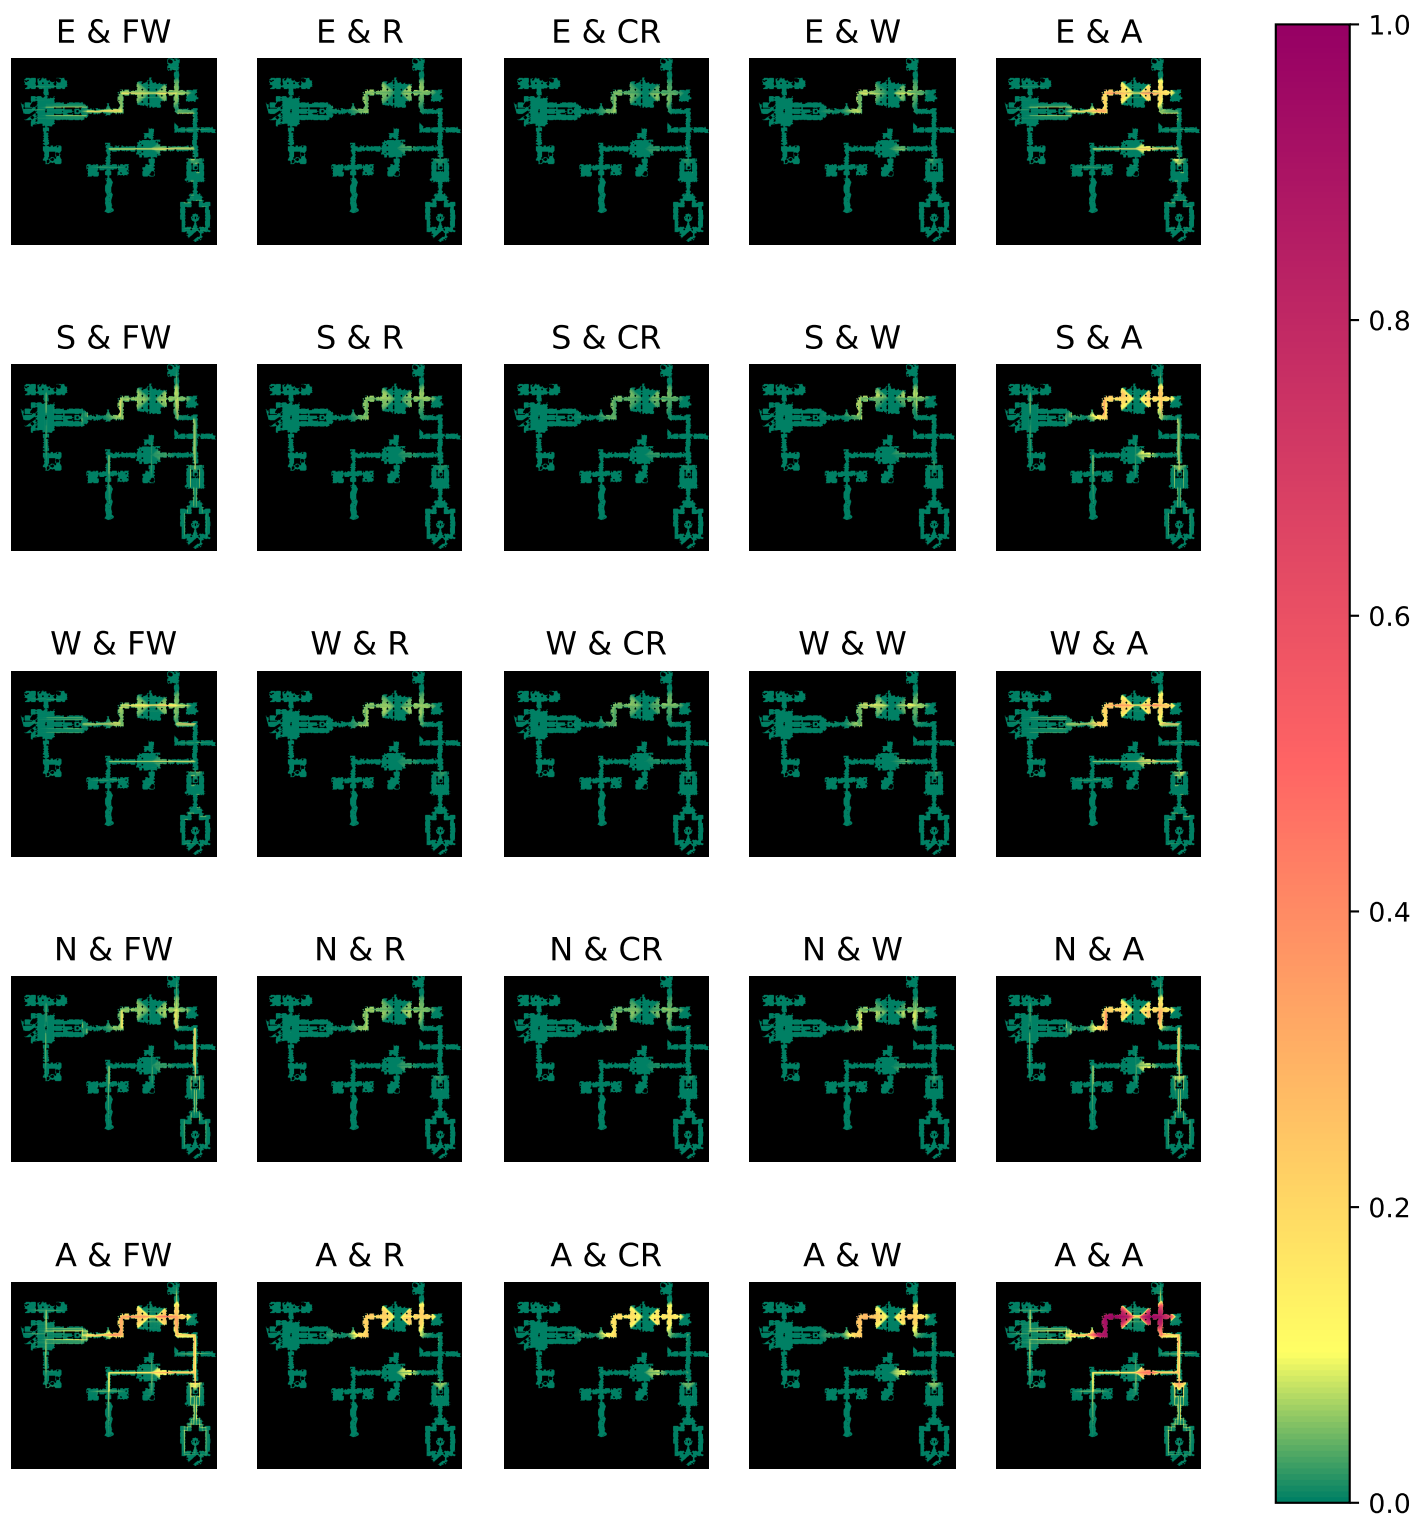 E & FW
E & R
E & CR
E & W
E & A
S & FW
S & R
S & CR
S & W
S & A
W & FW
W & R
W & CR
W & W
W & A
N & FW
N & R
N & CR
N & W
N & A
A & FW
A & R
A & CR
A & W
A & A
1.0
0.8
0.6
0.4
0.2
0.0